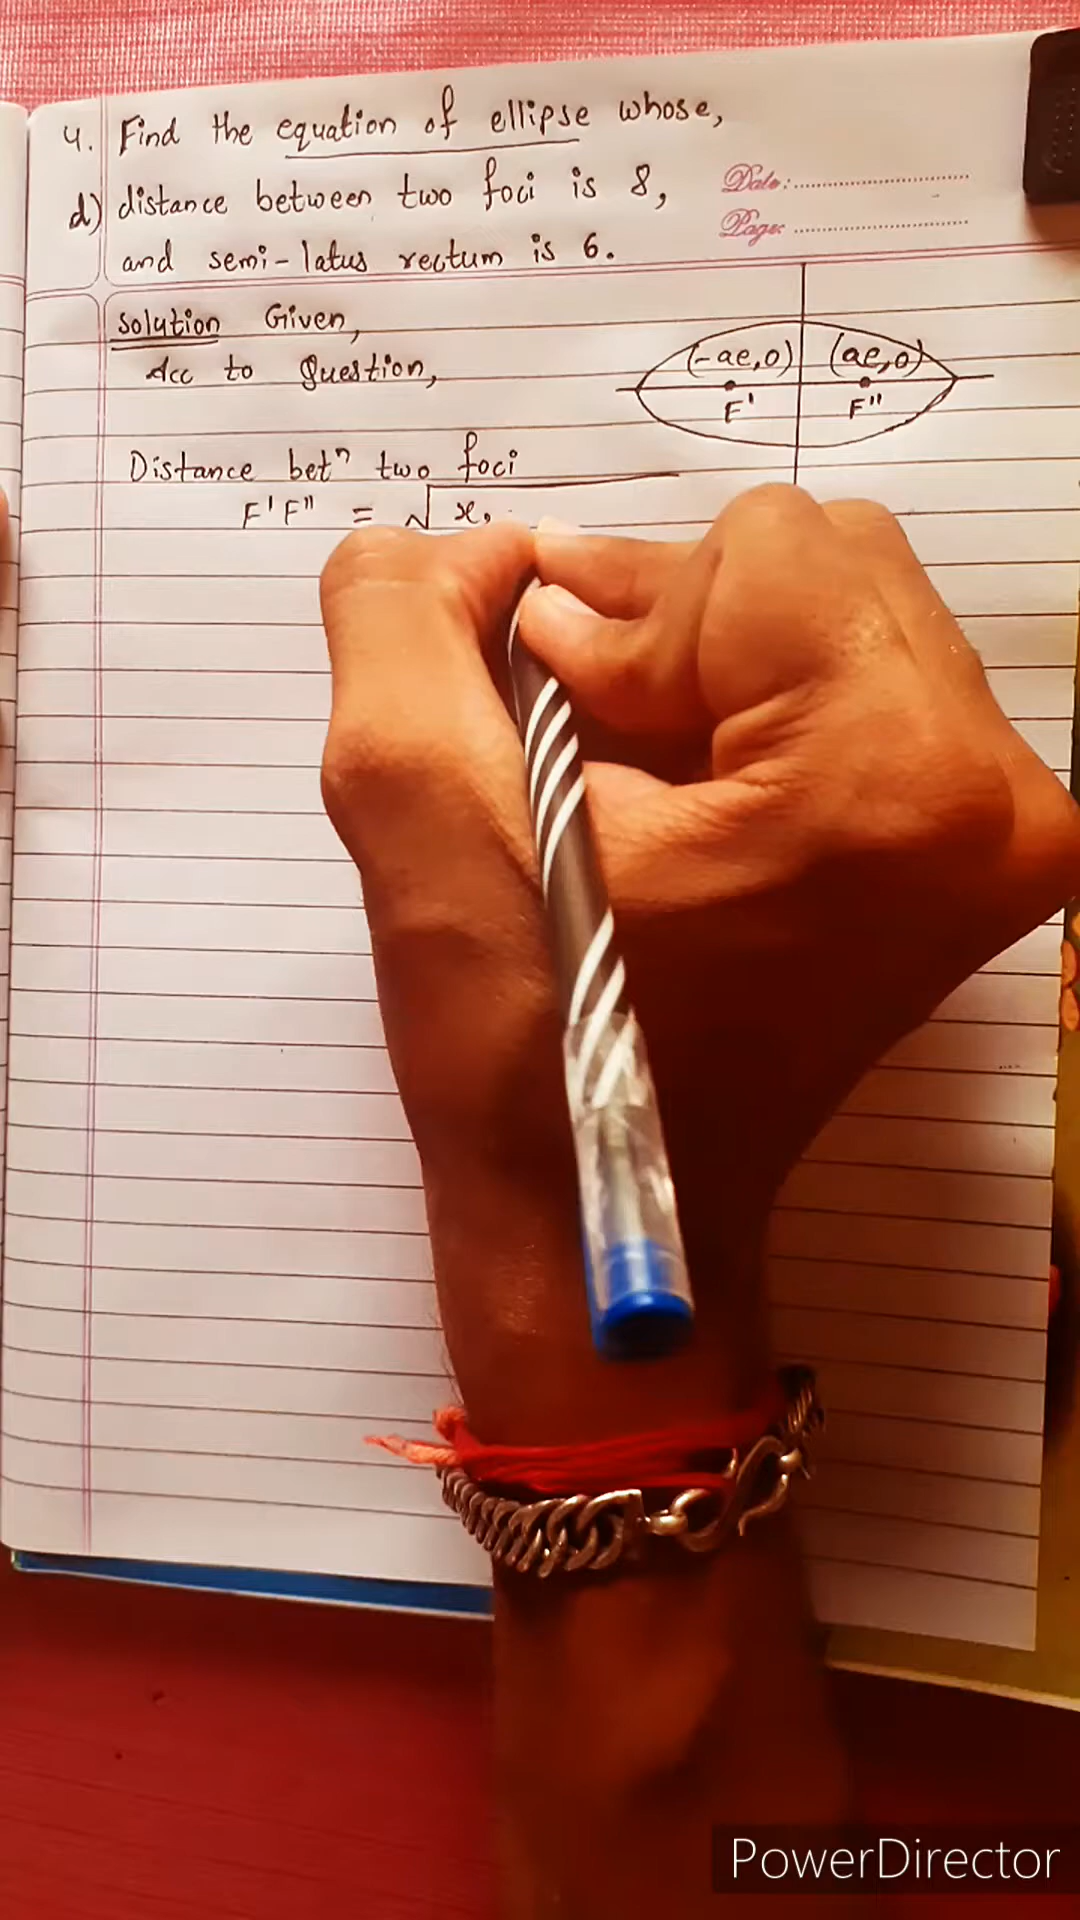 4. Find the equation of ellipse whose,
d) distance between two foci is 8,
and semi-latus rectum is 6.
Date:
Page:
Solution Given,
Acc to Question,
(-ae,0) (ae,0)
F' F"
Distance betⁿ two foci
F'F" = √x
PowerDirector